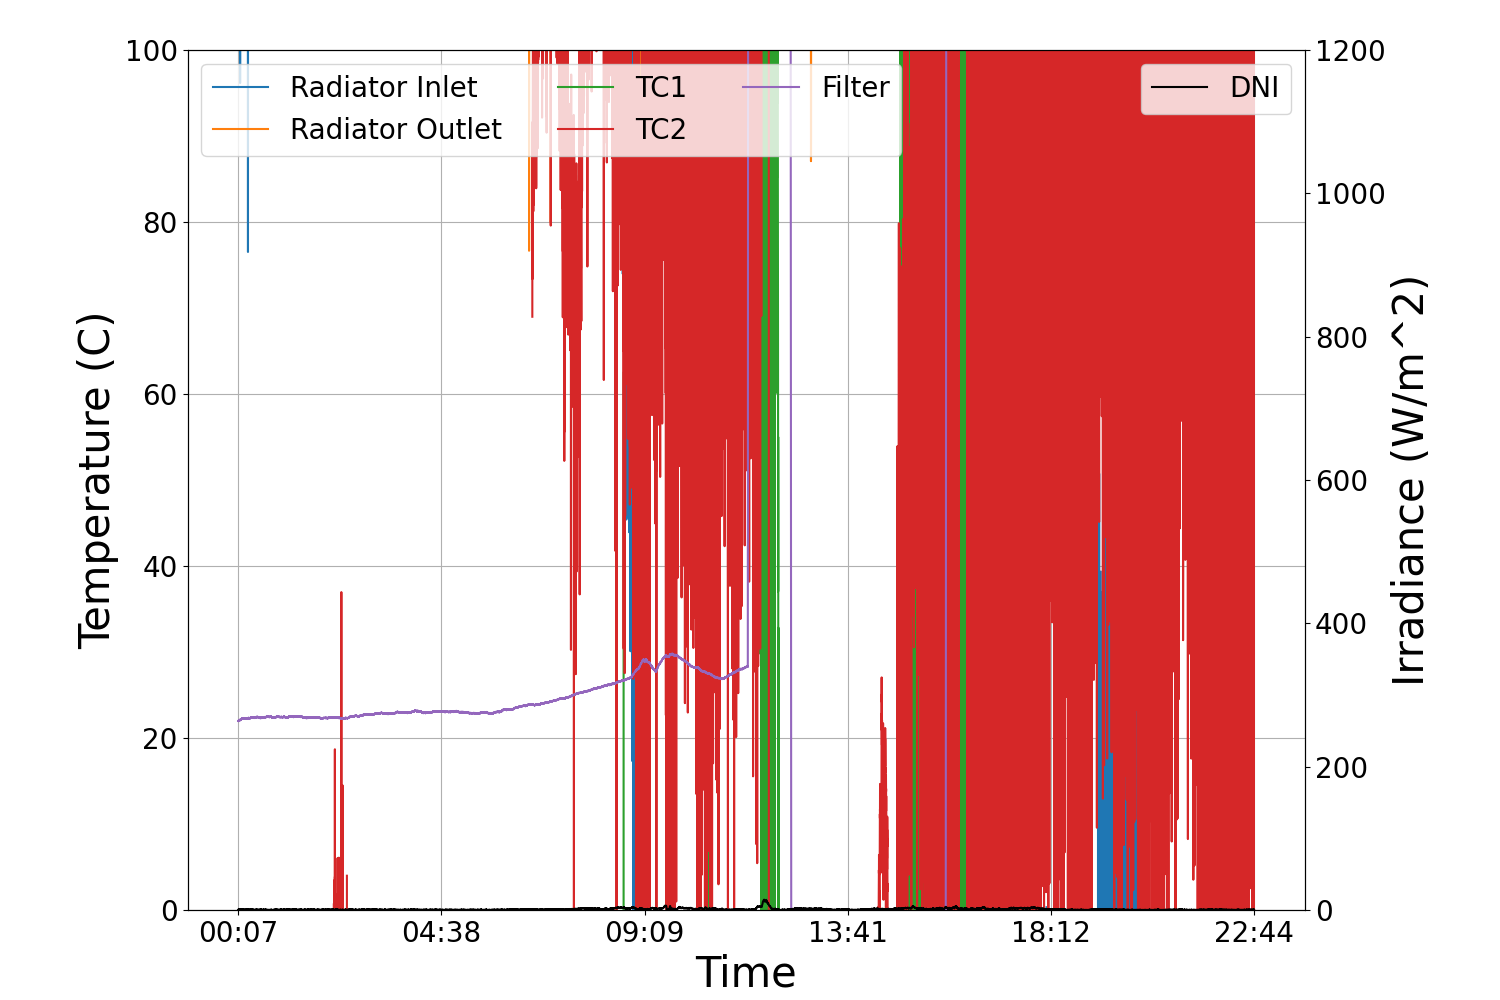 100
80
60
40
20
0
Temperature (C)
Radiator Inlet
Radiator Outlet
TC1
TC2
Filter
DNI
1200
1000
800
600
400
200
0
Irradiance (W/m^2)
00:07
04:38
09:09
13:41
18:12
22:44
Time